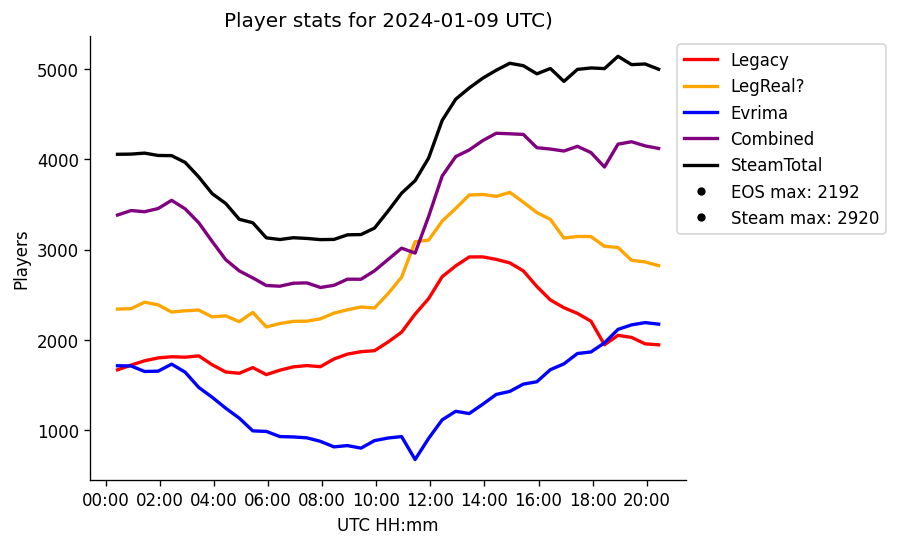 Player stats for 2024-01-09 UTC)
Players
5000
4000
3000
2000
1000
00:00 02:00 04:00 06:00 08:00 10:00 12:00 14:00 16:00 18:00 20:00
UTC HH:mm
Legacy
LegReal?
Evrima
Combined
SteamTotal
EOS max: 2192
Steam max: 2920